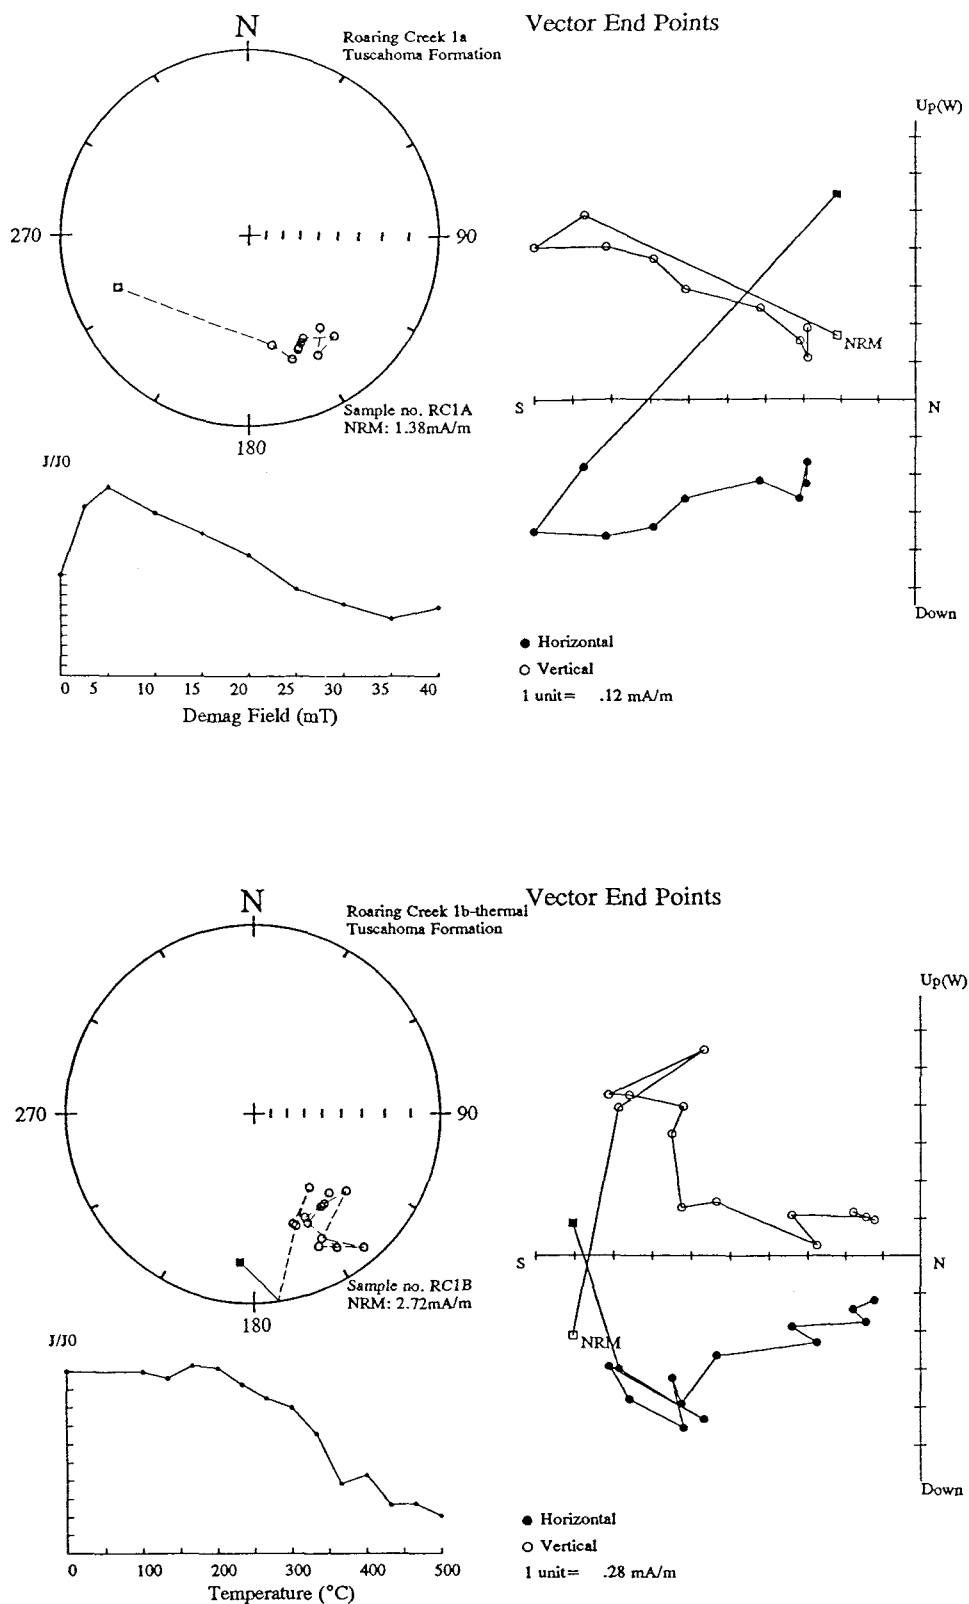 N
Roaring Creek 1a
Tuscahoma Formation
270
90
180
Sample no. RC1A
NRM: 1.38mA/m
J/J0
0 5 10 15 20 25 30 35 40
Demag Field (mT)
Vector End Points
Up(W)
NRM
S
N
Down
● Horizontal
○ Vertical
1 unit= .12 mA/m
N
Roaring Creek 1b-thermal
Tuscahoma Formation
270
90
180
Sample no. RC1B
NRM: 2.72mA/m
J/J0
0 100 200 300 400 500
Temperature (°C)
Vector End Points
Up(W)
S
N
NRM
Down
● Horizontal
○ Vertical
1 unit= .28 mA/m